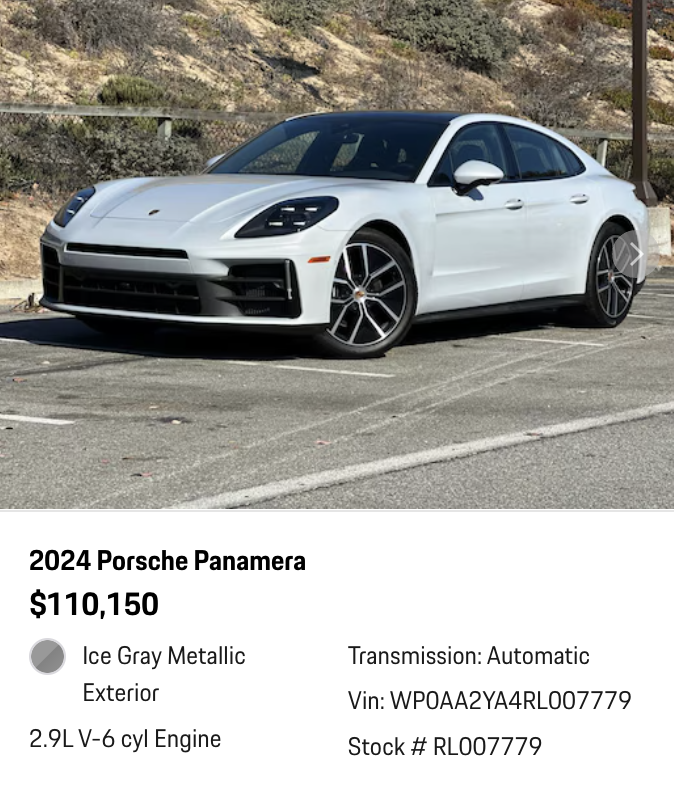 2024 Porsche Panamera
$110,150
Ice Gray Metallic
Exterior
2.9L V-6 cyl Engine
Transmission: Automatic
Vin: WP0AA2YA4RL007779
Stock # RL007779